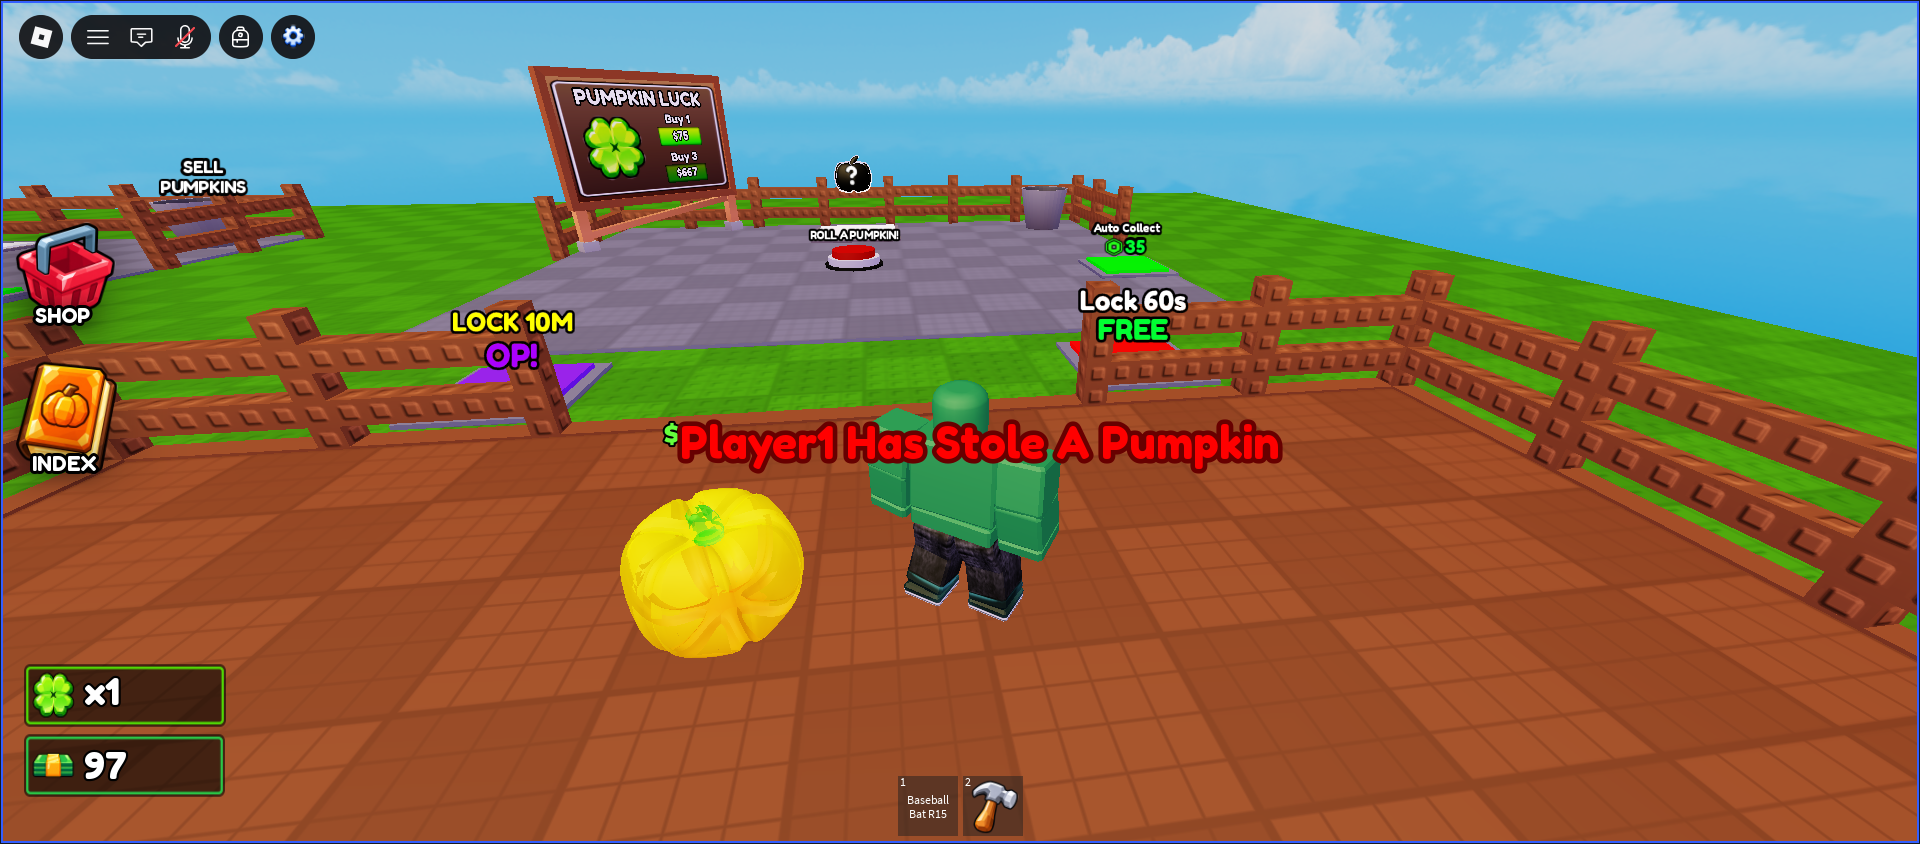 PUMPKIN LUCK
Buy 1
$75
Buy 3
$667
SELL
PUMPKINS
?
ROLL A PUMPKIN!
Auto Collect
35
SHOP
LOCK 10M
OP!
Lock 60s
FREE
$
Player1 Has Stole A Pumpkin
INDEX
x1
97
1
Baseball
Bat R15
2